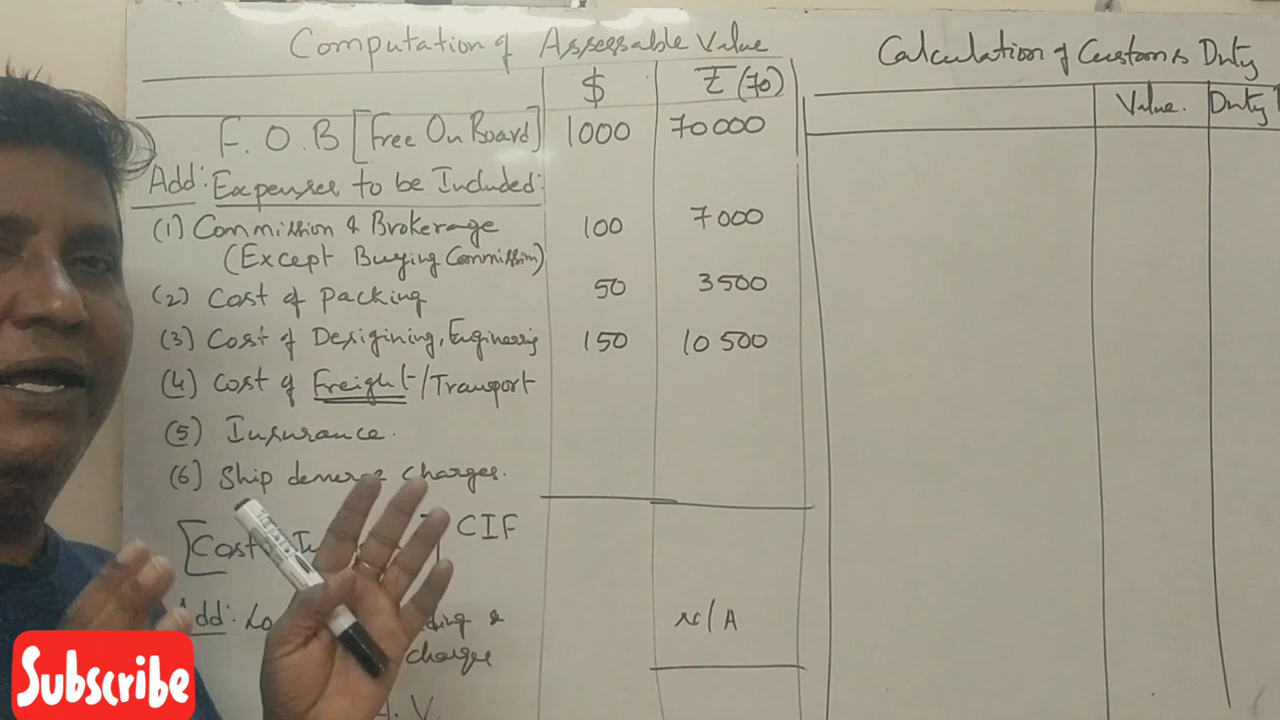 Computation of Assessable Value
$ ₹ (70)
F.O.B [Free On Board] 1000 70000
Add: Expenses to be Included:
(1) Commission & Brokerage 100 7000
(Except Buying Commission)
(2) Cost of Packing 50 3500
(3) Cost of Desigining, Engineering 150 10500
(4) Cost of Freight/Transport
(5) Insurance.
(6) Ship charges.
[Cost ] CIF
Add: & N/A
charge
A.V.
Calculation of Customs Duty
Value. Duty
Subscribe